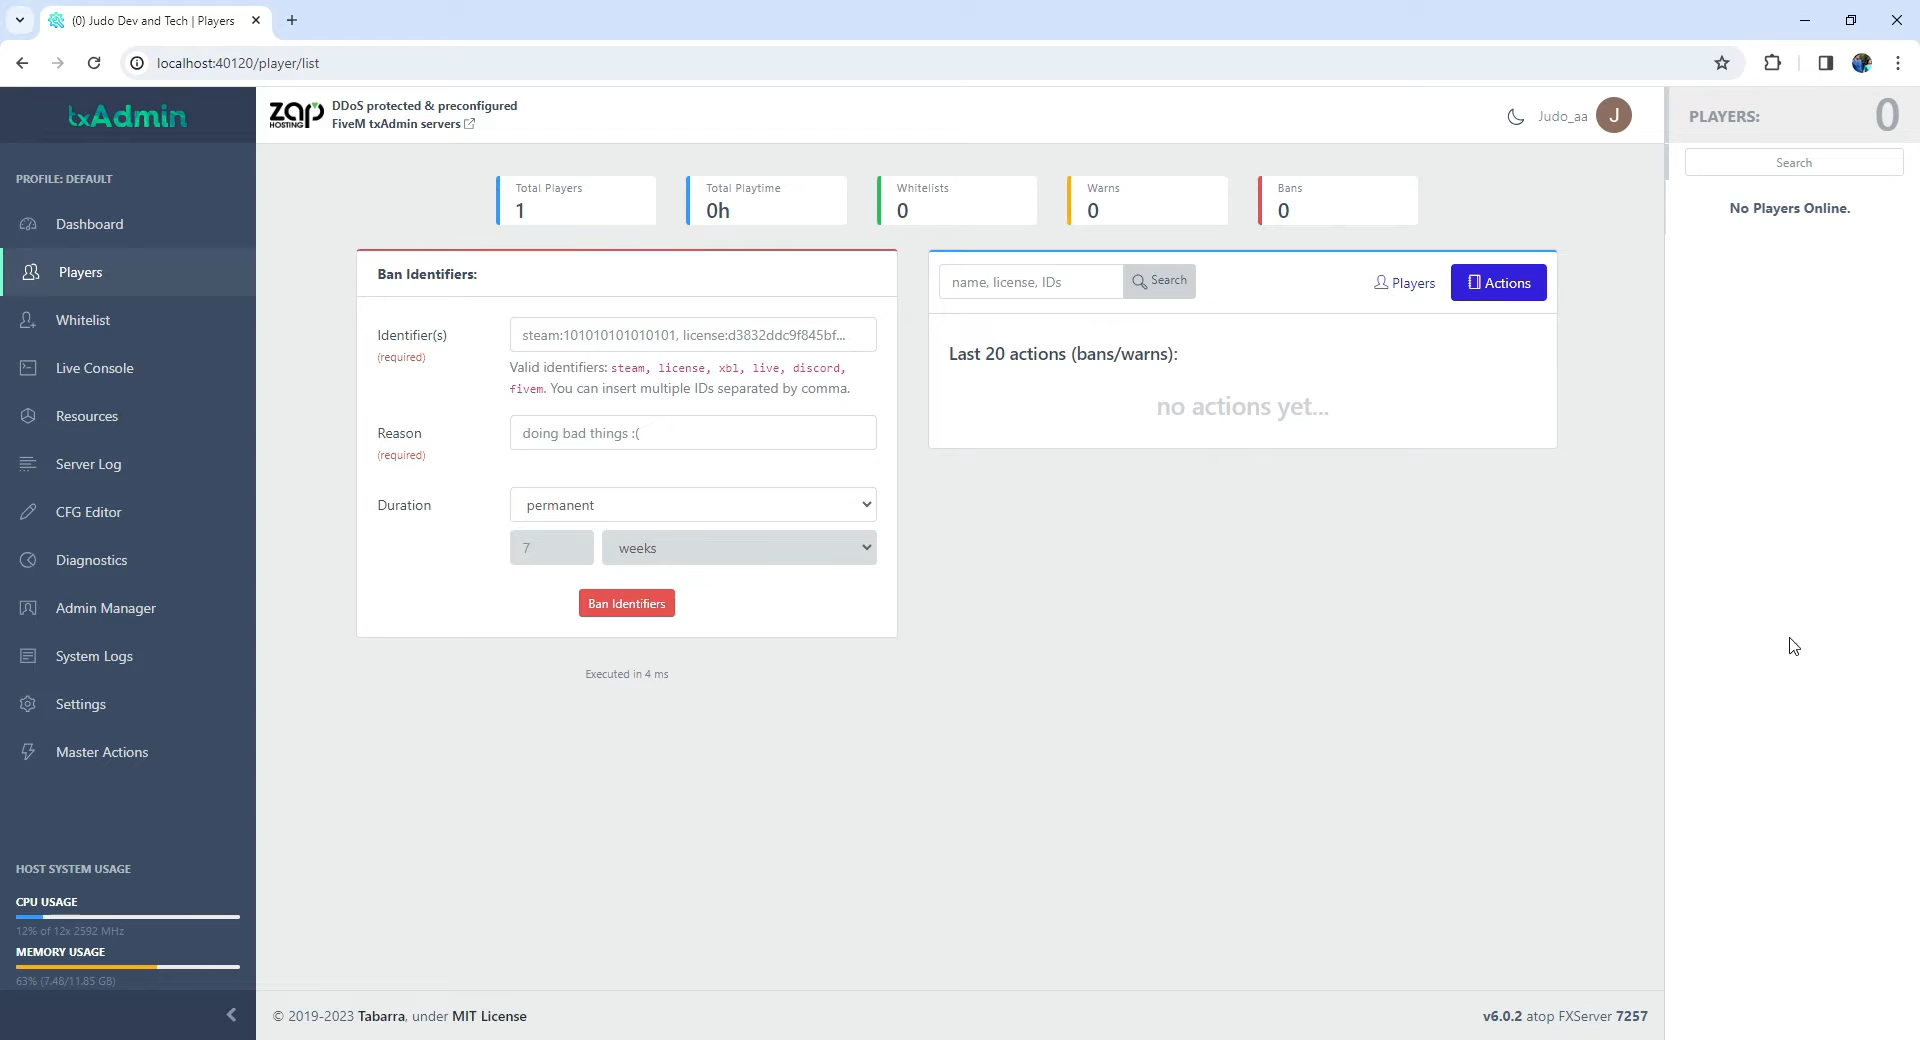 (0) Judo Dev and Tech | Players
localhost:40120/player/list
txAdmin
PROFILE: DEFAULT
Dashboard
Players
Whitelist
Live Console
Resources
Server Log
CFG Editor
Diagnostics
Admin Manager
System Logs
Settings
Master Actions
HOST SYSTEM USAGE
CPU USAGE
12% of 12x 2592 MHz
MEMORY USAGE
63% (7.48/11.85 GB)
zap
HOSTING
DDoS protected & preconfigured
FiveM txAdmin servers
Judo_aa
J
Total Players
1
Total Playtime
0h
Whitelists
0
Warns
0
Bans
0
Ban Identifiers:
Identifier(s)
(required)
steam:101010101010101, license:d3832ddc9f845bf...
Valid identifiers: steam, license, xbl, live, discord,
fivem. You can insert multiple IDs separated by comma.
Reason
(required)
doing bad things :(
Duration
permanent
7
weeks
Ban Identifiers
Executed in 4 ms
name, license, IDs
Search
Players
Actions
Last 20 actions (bans/warns):
no actions yet...
PLAYERS:
0
Search
No Players Online.
© 2019-2023 Tabarra, under MIT License
v6.0.2 atop FXServer 7257